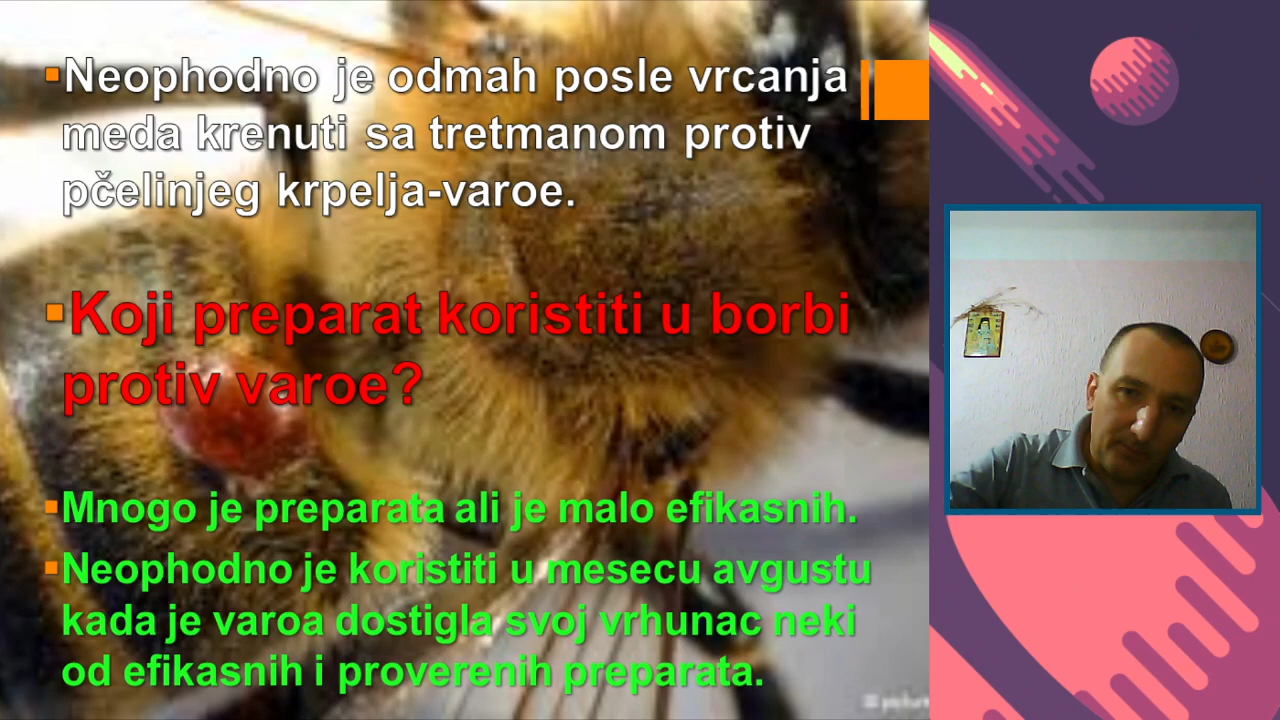 Neophodno je odmah posle vrcanja
meda krenuti sa tretmanom protiv
pčelinjeg krpelja-varoe.
Koji preparat koristiti u borbi
protiv varoe?
Mnogo je preparata ali je malo efikasnih.
Neophodno je koristiti u mesecu avgustu
kada je varoa dostigla svoj vrhunac neki
od efikasnih i proverenih preparata.